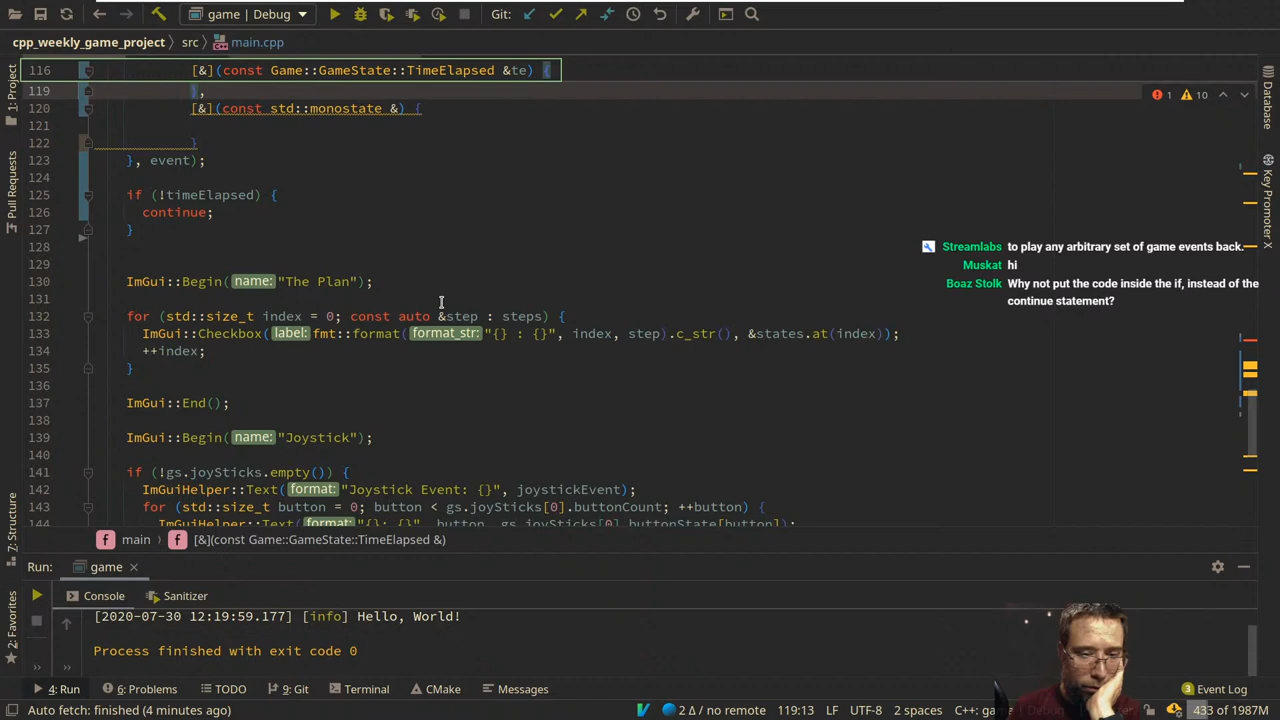 game | Debug
Git:
cpp_weekly_game_project
src
main.cpp
1: Project
Pull Requests
7: Structure
2: Favorites
Database
Key Promoter X
1
10
116 [&](const Game::GameState::TimeElapsed &te) {
119 },
120 [&](const std::monostate &) {
121
122 }
123 }, event);
124
125 if (!timeElapsed) {
126 continue;
127 }
128
129
130 ImGui::Begin(name:"The Plan");
131
132 for (std::size_t index = 0; const auto &step : steps) {
133 ImGui::Checkbox(label:fmt::format(format_str:"{} : {}", index, step).c_str(), &states.at(index));
134 ++index;
135 }
136
137 ImGui::End();
138
139 ImGui::Begin(name:"Joystick");
140
141 if (!gs.joySticks.empty()) {
142 ImGuiHelper::Text(format:"Joystick Event: {}", joystickEvent);
143 for (std::size_t button = 0; button < gs.joySticks[0].buttonCount; ++button) {
144 ImGuiHelper::Text(format:"{}: {}", button, gs.joySticks[0].buttonState[button]);
Streamlabs to play any arbitrary set of game events back.
Muskat hi
Boaz Stolk Why not put the code inside the if, instead of the
continue statement?
main
[&](const Game::GameState::TimeElapsed &)
Run: game
Console
Sanitizer
[2020-07-30 12:19:59.177] [info] Hello, World!
Process finished with exit code 0
4: Run
6: Problems
TODO
9: Git
Terminal
CMake
Messages
3 Event Log
Auto fetch: finished (4 minutes ago)
2 Δ / no remote
119:13
LF
UTF-8
2 spaces
C++: game | Debug
433 of 1987M